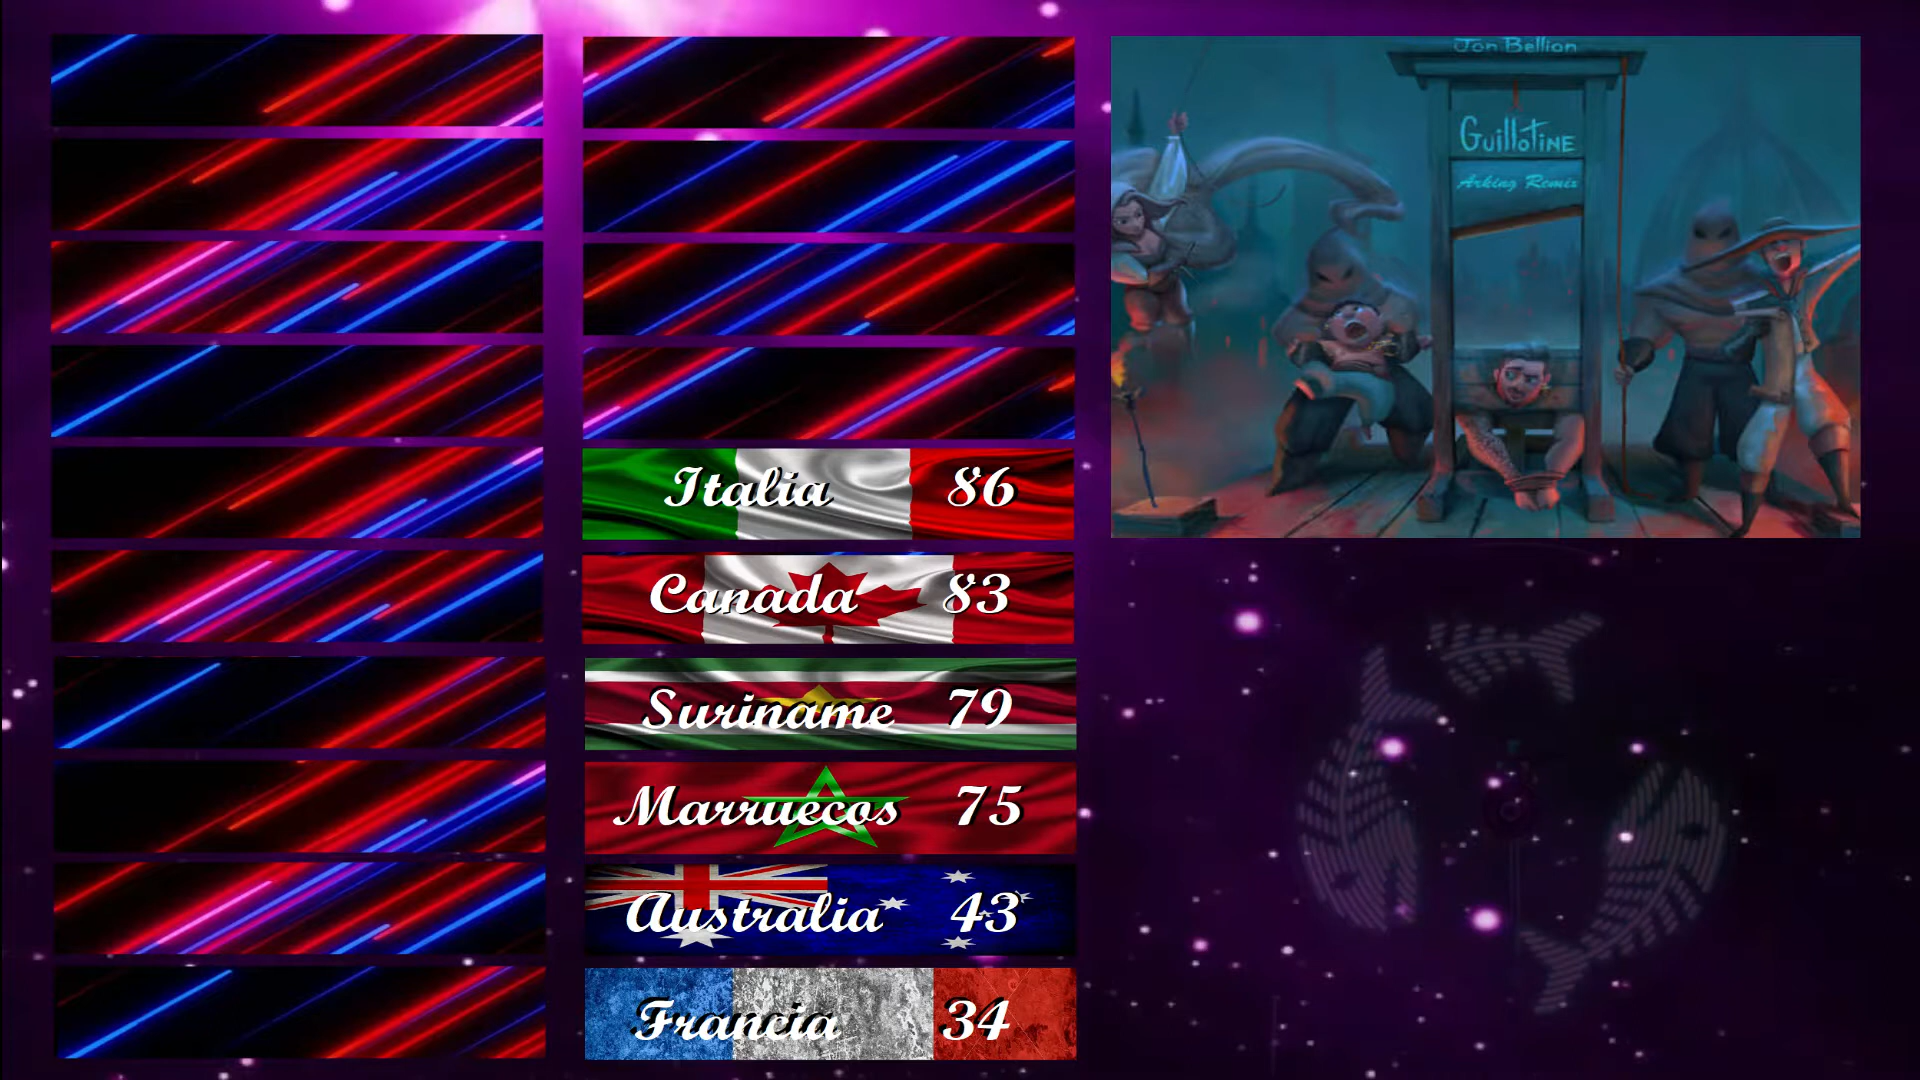 Italia 86
Canada 83
Suriname 79
Marruecos 75
Australia 43
Francia 34
Jon Bellion
Guillotine
Arking Remix